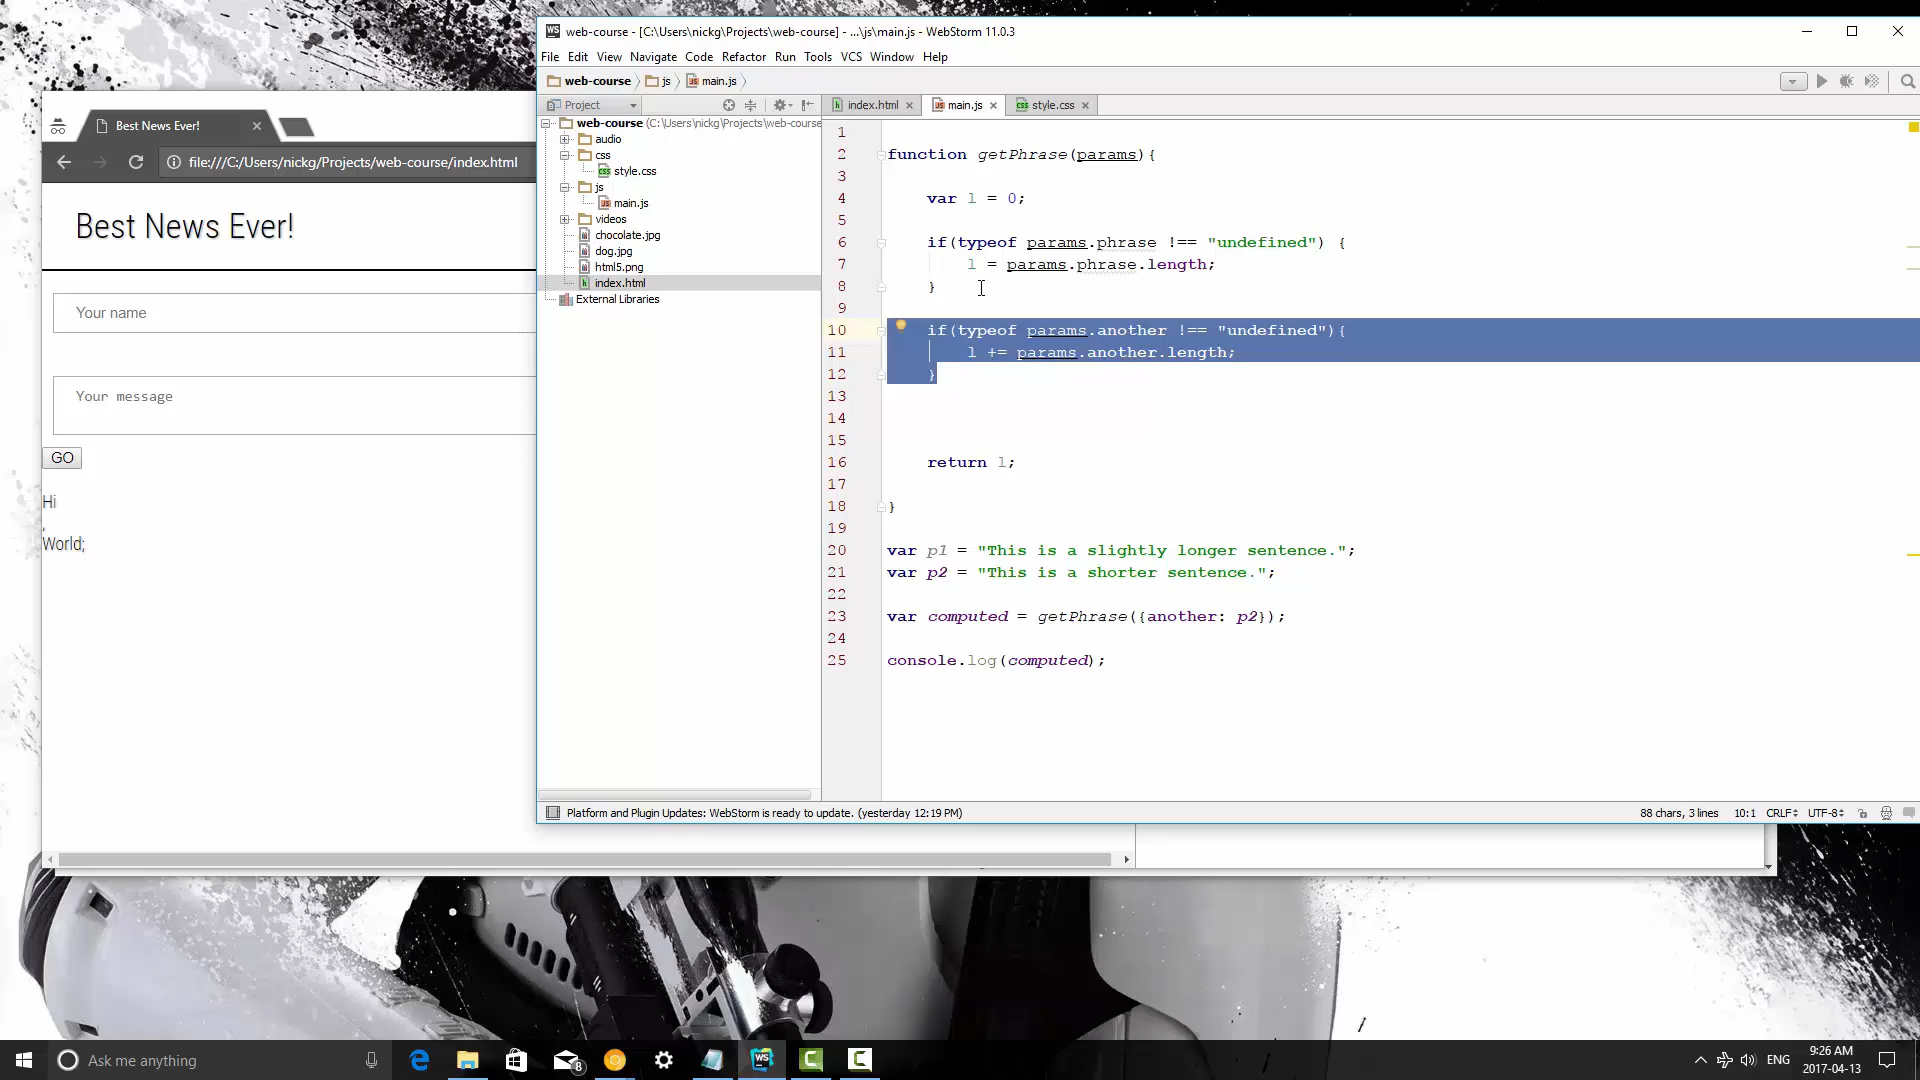 web-course - [C:\Users\nickg\Projects\web-course] - ...\js\main.js - WebStorm 11.0.3
File Edit View Navigate Code Refactor Run Tools VCS Window Help
web-course js main.js
Project
index.html main.js style.css
web-course (C:\Users\nickg\Projects\web-course
audio
css
style.css
js
main.js
videos
chocolate.jpg
dog.jpg
html5.png
index.html
External Libraries
Best News Ever!
file:///C:/Users/nickg/Projects/web-course/index.html
Best News Ever!
Your name
Your message
GO
Hi
,
World;
1
2 function getPhrase(params){
3
4 var l = 0;
5
6 if(typeof params.phrase !== "undefined") {
7 l = params.phrase.length;
8 }
9
10 if(typeof params.another !== "undefined"){
11 l += params.another.length;
12 }
13
14
15
16 return l;
17
18 }
19
20 var p1 = "This is a slightly longer sentence.";
21 var p2 = "This is a shorter sentence.";
22
23 var computed = getPhrase({another: p2});
24
25 console.log(computed);
Platform and Plugin Updates: WebStorm is ready to update. (yesterday 12:19 PM)
88 chars, 3 lines 10:1 CRLF UTF-8
Ask me anything
8
WS
ENG
9:26 AM
2017-04-13